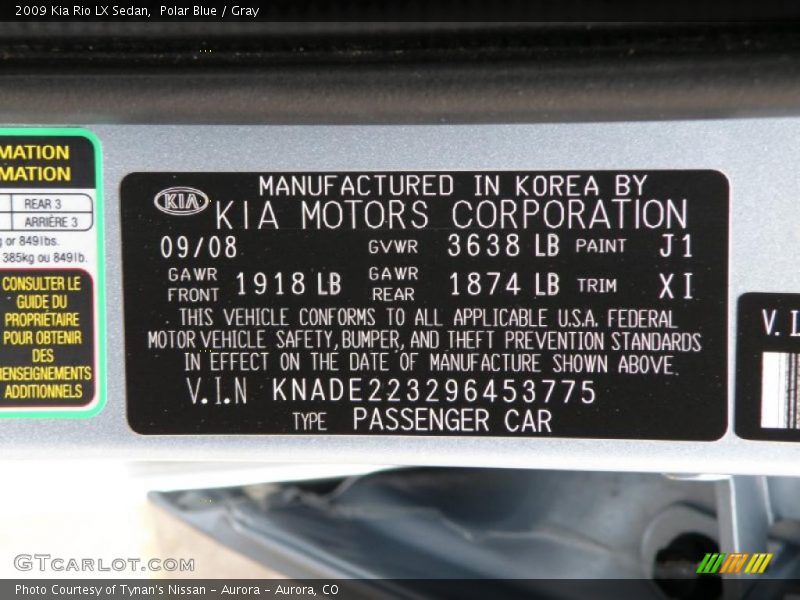 2009 Kia Rio LX Sedan,  Polar Blue / Gray
MATION
MATION
REAR 3
ARRIÈRE 3
g or 849lbs.
385kg ou 849lb.
CONSULTER LE
GUIDE DU
PROPRIÉTAIRE
POUR OBTENIR
DES
RENSEIGNEMENTS
ADDITIONNELS
KIA
MANUFACTURED IN KOREA BY
KIA MOTORS CORPORATION
09/08 GVWR 3638 LB PAINT J1
GAWR FRONT 1918 LB GAWR REAR 1874 LB TRIM XI
THIS VEHICLE CONFORMS TO ALL APPLICABLE U.S.A. FEDERAL
MOTOR VEHICLE SAFETY, BUMPER, AND THEFT PREVENTION STANDARDS
IN EFFECT ON THE DATE OF MANUFACTURE SHOWN ABOVE.
V.I.N KNADE223296453775
TYPE PASSENGER CAR
V. I
GTCARLOT.COM
Photo Courtesy of Tynan's Nissan - Aurora - Aurora, CO